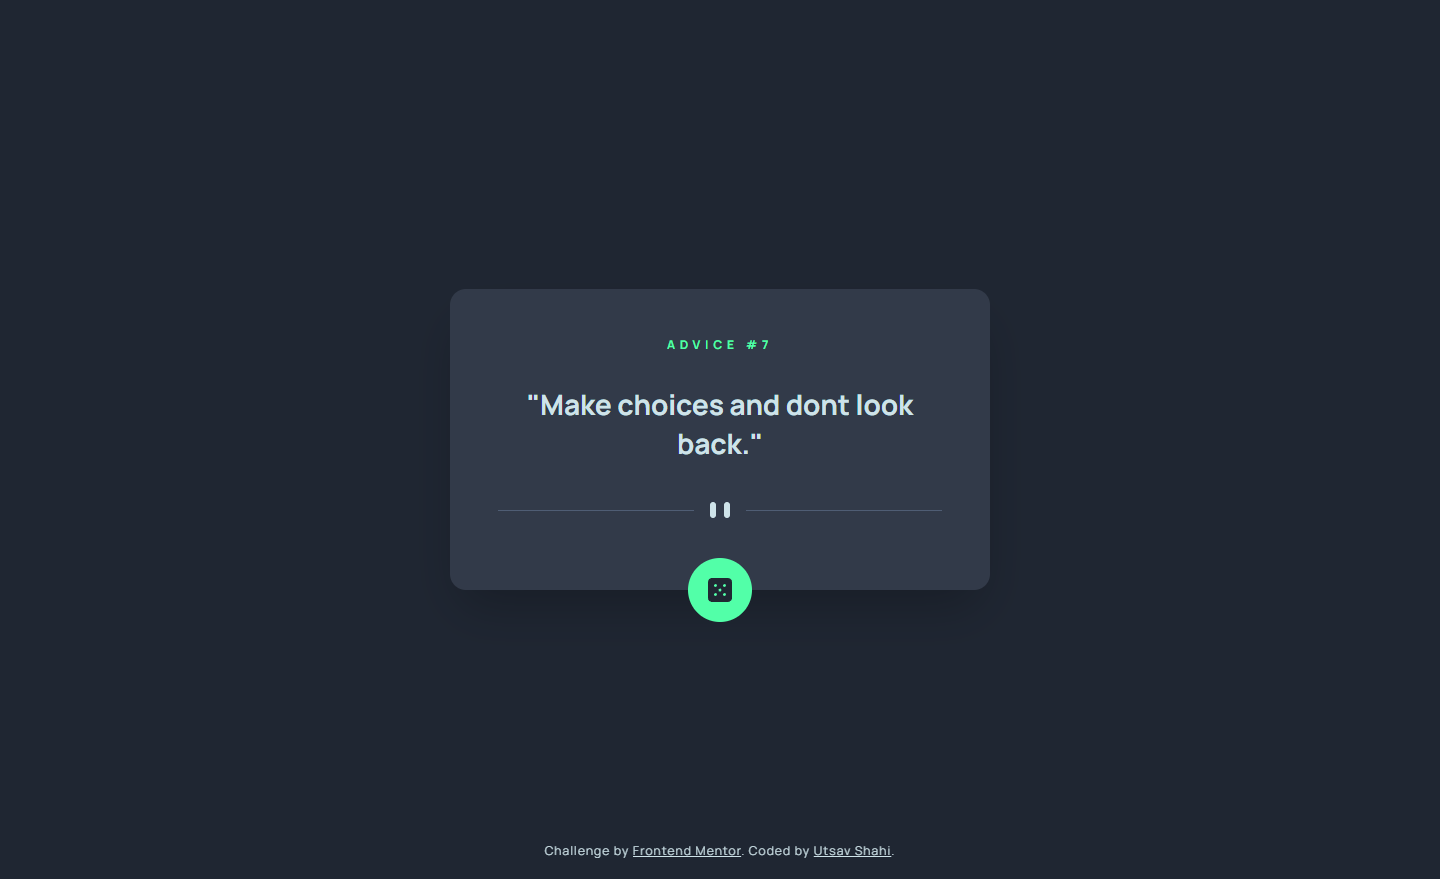 ADVICE #7
"Make choices and dont look
back."
Challenge by Frontend Mentor. Coded by Utsav Shahi.